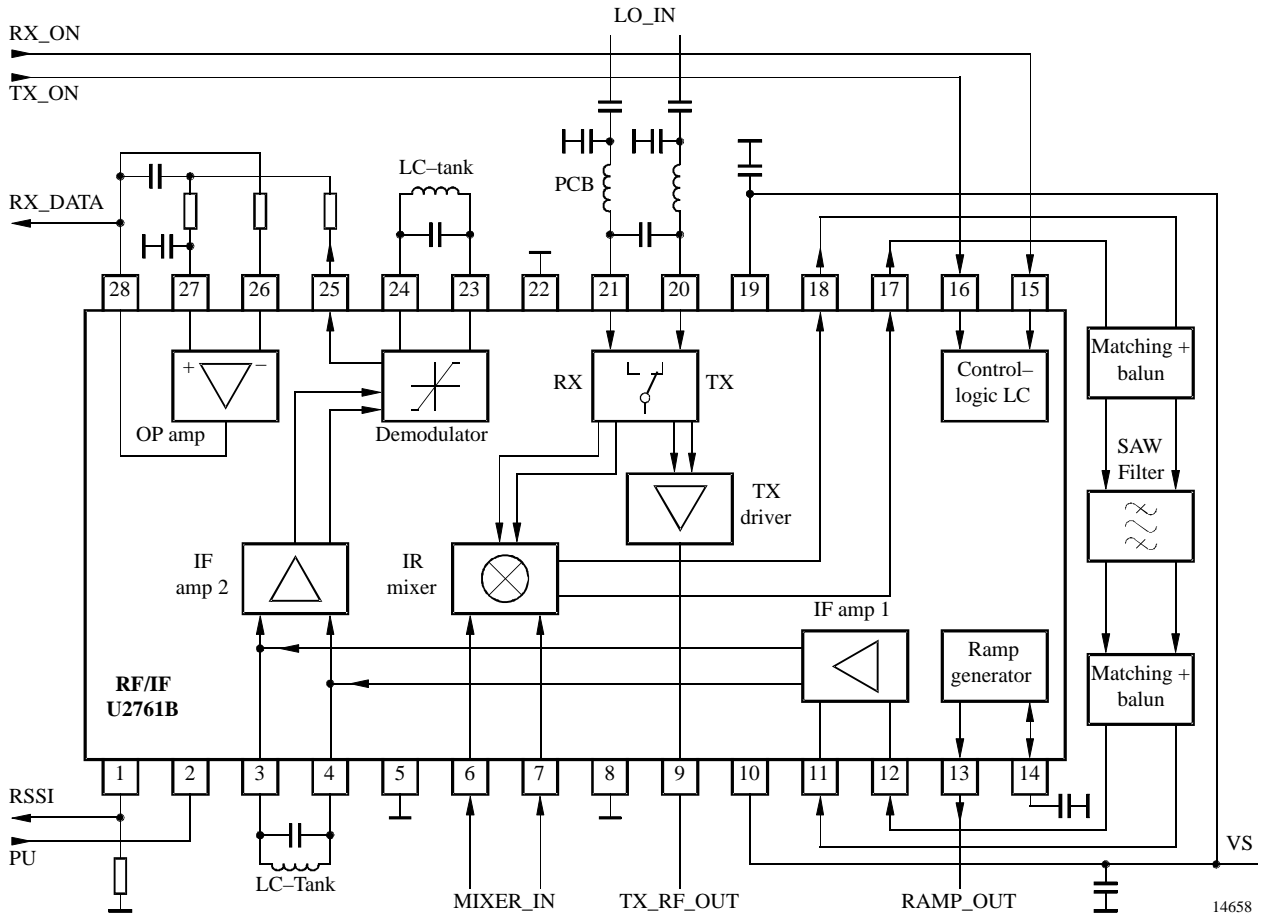 LO_IN
RX_ON
TX_ON
LC–tank
PCB
RX_DATA
28
27
26
25
24
23
22
21
20
19
18
17
16
15
+
–
OP amp
Demodulator
RX
TX
Control–
logic LC
Matching +
balun
SAW
Filter
TX
driver
IF
amp 2
IR
mixer
IF amp 1
Ramp
generator
Matching +
balun
RF/IF
U2761B
1
2
3
4
5
6
7
8
9
10
11
12
13
14
RSSI
PU
VS
LC–Tank
MIXER_IN
TX_RF_OUT
RAMP_OUT
14658